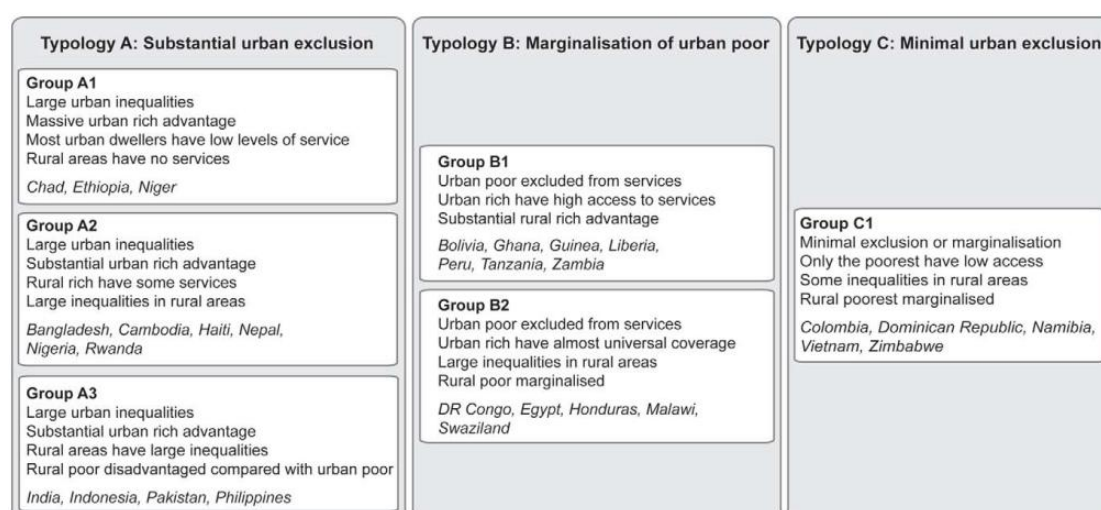 Typology A: Substantial urban exclusion
Group A1
Large urban inequalities
Massive urban rich advantage
Most urban dwellers have low levels of service
Rural areas have no services
Chad, Ethiopia, Niger
Group A2
Large urban inequalities
Substantial urban rich advantage
Rural rich have some services
Large inequalities in rural areas
Bangladesh, Cambodia, Haiti, Nepal,
Nigeria, Rwanda
Group A3
Large urban inequalities
Substantial urban rich advantage
Rural areas have large inequalities
Rural poor disadvantaged compared with urban poor
India, Indonesia, Pakistan, Philippines
Typology B: Marginalisation of urban poor
Group B1
Urban poor excluded from services
Urban rich have high access to services
Substantial rural rich advantage
Bolivia, Ghana, Guinea, Liberia,
Peru, Tanzania, Zambia
Group B2
Urban poor excluded from services
Urban rich have almost universal coverage
Large inequalities in rural areas
Rural poor marginalised
DR Congo, Egypt, Honduras, Malawi,
Swaziland
Typology C: Minimal urban exclusion
Group C1
Minimal exclusion or marginalisation
Only the poorest have low access
Some inequalities in rural areas
Rural poorest marginalised
Colombia, Dominican Republic, Namibia,
Vietnam, Zimbabwe